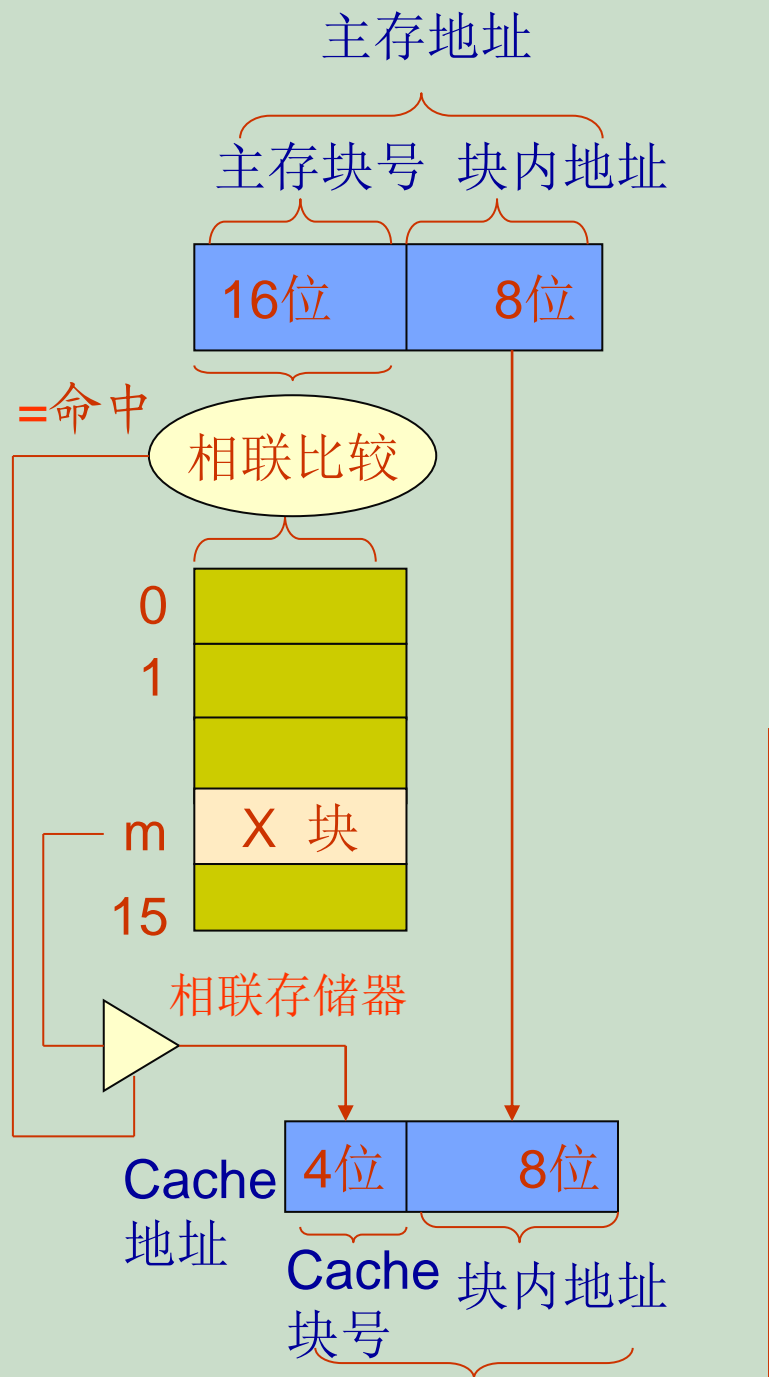 主存地址
主存块号 块内地址
16位 8位
=命中
相联比较
0
1
m X 块
15
相联存储器
4位 8位
Cache
地址
Cache
块号
块内地址